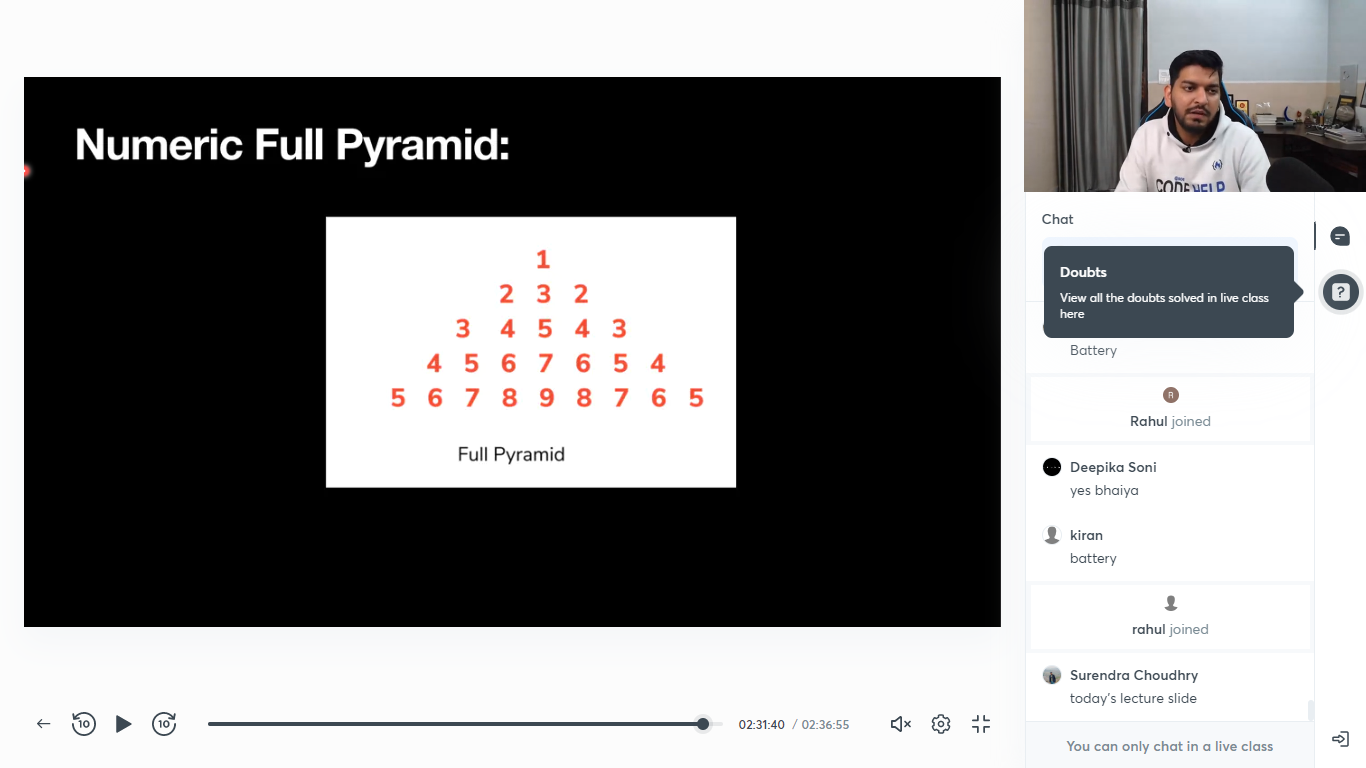 Numeric Full Pyramid:
1
2 3 2
3 4 5 4 3
4 5 6 7 6 5 4
5 6 7 8 9 8 7 6 5
Full Pyramid
10
10
02:31:40 / 02:36:55
CODE HELP
Chat
Doubts
View all the doubts solved in live class
here
?
Battery
R
Rahul joined
Deepika Soni
yes bhaiya
kiran
battery
rahul joined
Surendra Choudhry
today's lecture slide
You can only chat in a live class